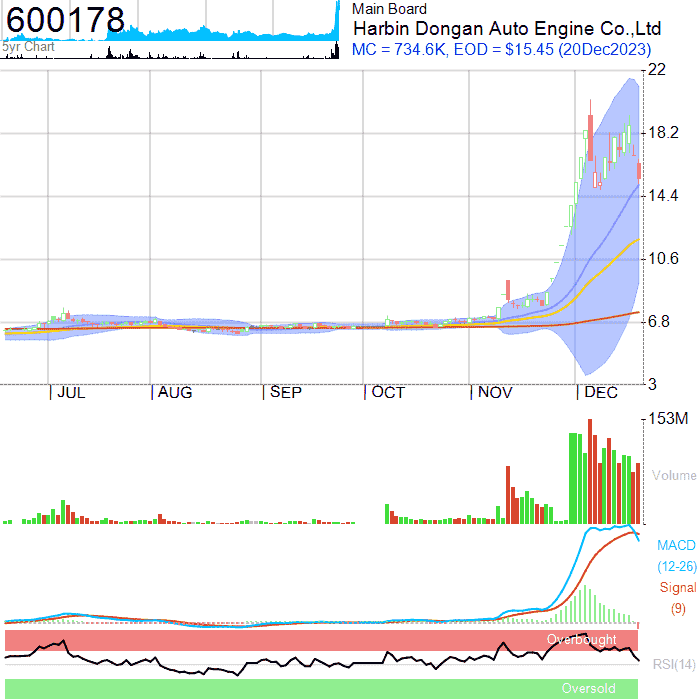 600178
5yr Chart
Main Board
Harbin Dongan Auto Engine Co.,Ltd
MC = 734.6K, EOD = $15.45 (20Dec2023)
22
18.2
14.4
10.6
6.8
3
JUL
AUG
SEP
OCT
NOV
DEC
153M
Volume
MACD
(12-26)
Signal
(9)
Overbought
RSI(14)
Oversold